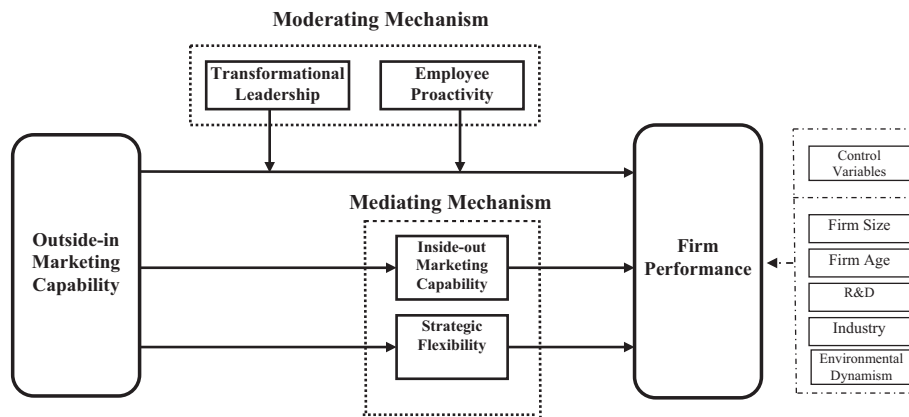 Moderating Mechanism
Transformational
Leadership
Employee
Proactivity
Mediating Mechanism
Outside-in
Marketing
Capability
Inside-out
Marketing
Capability
Strategic
Flexibility
Firm
Performance
Control
Variables
Firm Size
Firm Age
R&D
Industry
Environmental
Dynamism